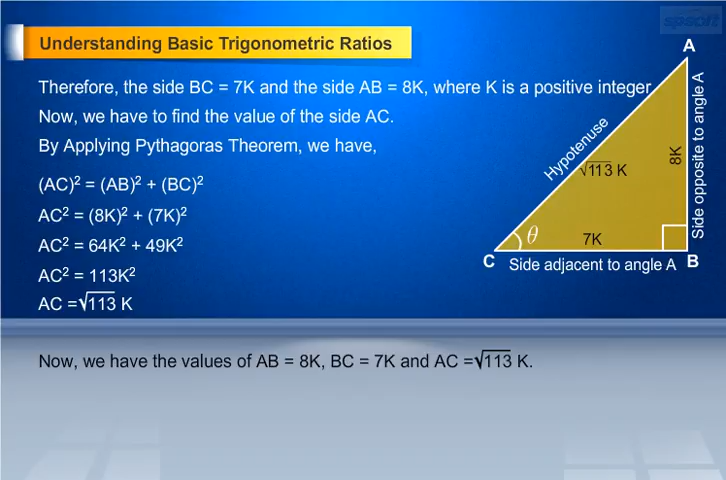 spsoft
Understanding Basic Trigonometric Ratios
Therefore, the side BC = 7K and the side AB = 8K, where K is a positive integer
Now, we have to find the value of the side AC.
By Applying Pythagoras Theorem, we have,
(AC)² = (AB)² + (BC)²
AC² = (8K)² + (7K)²
AC² = 64K² + 49K²
AC² = 113K²
AC =√113 K
A
Hypotenuse
√113 K
8K
Side opposite to angle A
θ
7K
C
Side adjacent to angle A
B
Now, we have the values of AB = 8K, BC = 7K and AC =√113 K.